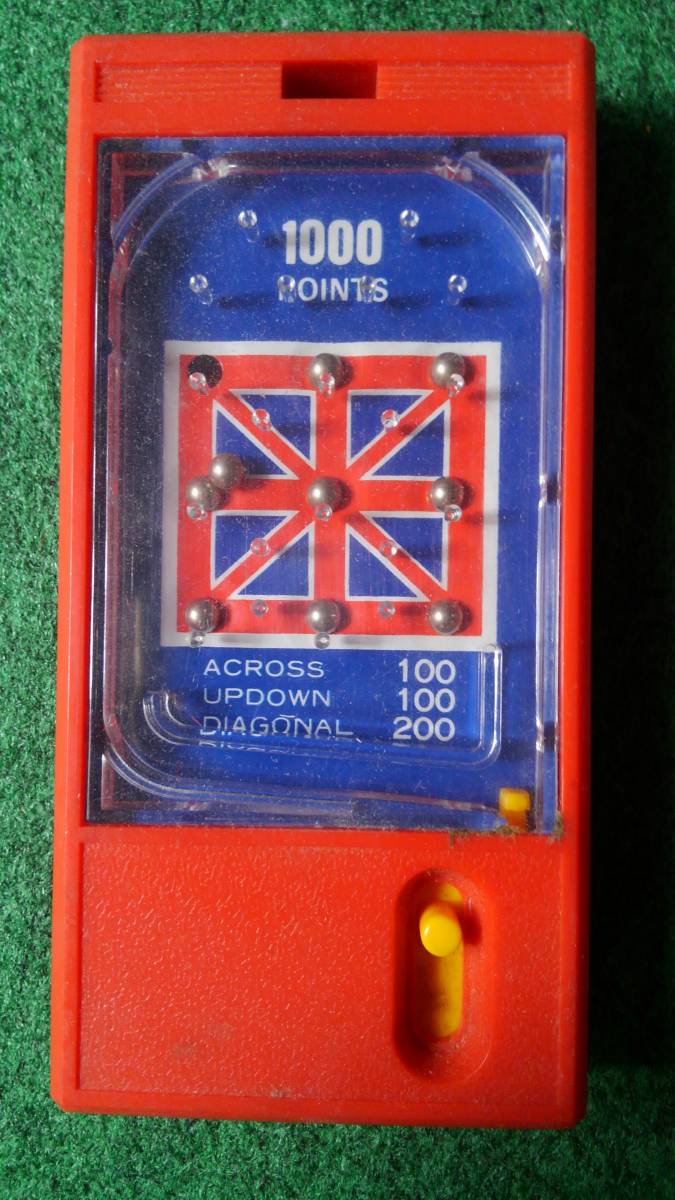 1000
POINTS
ACROSS 100
UPDOWN 100
DIAGONAL 200